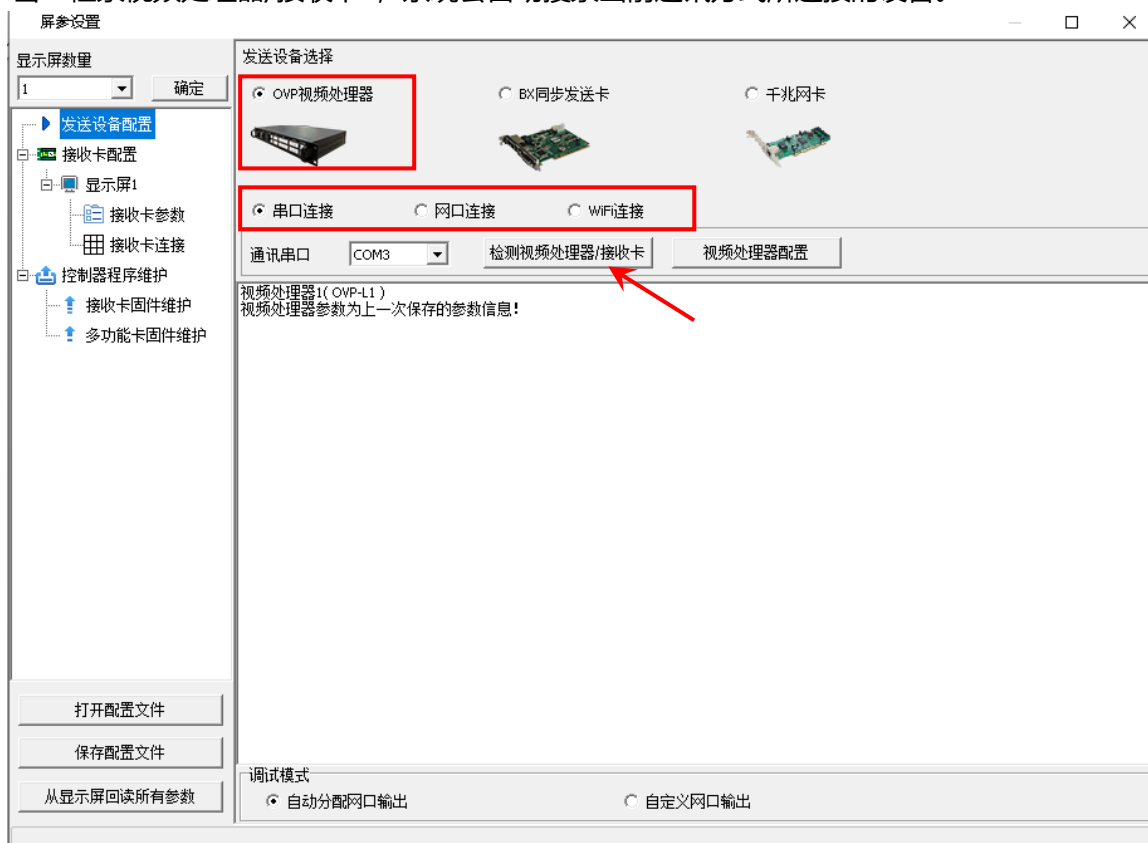 屏参设置
显示屏数量
1
确定
发送设备配置
接收卡配置
显示屏1
接收卡参数
接收卡连接
控制器程序维护
接收卡固件维护
多功能卡固件维护
打开配置文件
保存配置文件
从显示屏回读所有参数
发送设备选择
OVP视频处理器
BX同步发送卡
千兆网卡
串口连接
网口连接
WiFi连接
通讯串口
COM3
检测视频处理器/接收卡
视频处理器配置
视频处理器1( OVP-L1 )
视频处理器参数为上一次保存的参数信息!
调试模式
自动分配网口输出
自定义网口输出